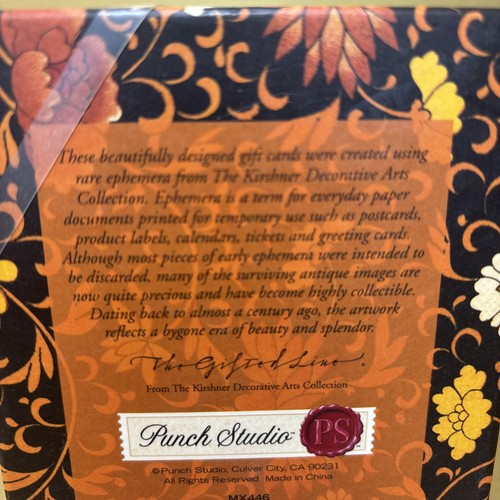 These beautifully designed gift cards were created using
rare ephemera from The Kirshner Decorative Arts
Collection. Ephemera is a term for everyday paper
documents printed for temporary use such as postcards,
product labels, calendars, tickets and greeting cards.
Although most pieces of early ephemera were intended to
be discarded, many of the surviving antique images are
now quite precious and have become highly collectible.
Dating back to almost a century ago, the artwork
reflects a bygone era of beauty and splendor.
The Gifted Line.
From The Kirshner Decorative Arts Collection
Punch Studio™ PS
©Punch Studio, Culver City, CA 90231
All Rights Reserved Made in China
MX446